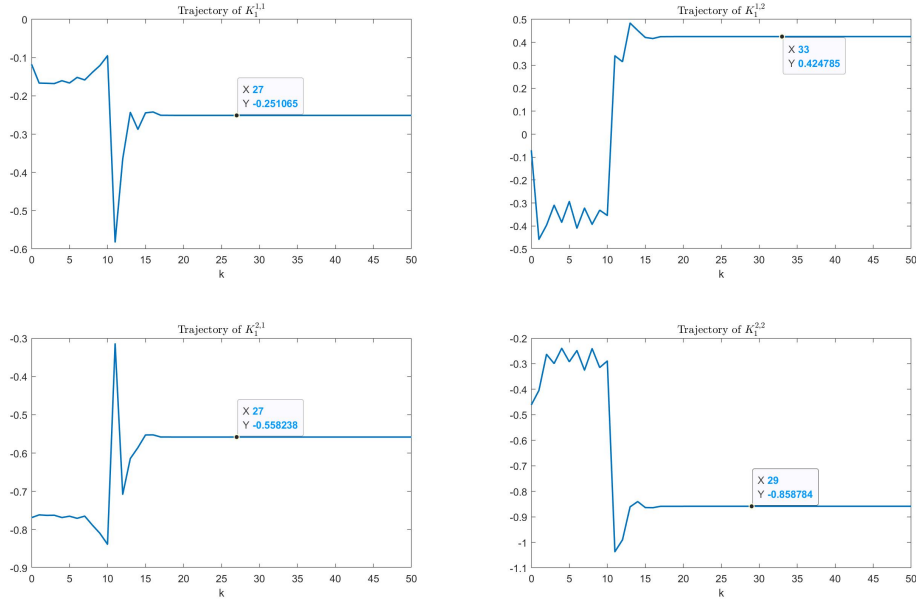 Trajectory of $K_1^{1,1}$
0
-0.1
-0.2
-0.3
-0.4
-0.5
-0.6
X 27
Y -0.251065
0 5 10 15 20 25 30 35 40 45 50
k
Trajectory of $K_1^{1,2}$
0.5
0.4
0.3
0.2
0.1
0
-0.1
-0.2
-0.3
-0.4
-0.5
X 33
Y 0.424785
0 5 10 15 20 25 30 35 40 45 50
k
Trajectory of $K_1^{2,1}$
-0.3
-0.4
-0.5
-0.6
-0.7
-0.8
-0.9
X 27
Y -0.558238
0 5 10 15 20 25 30 35 40 45 50
k
Trajectory of $K_1^{2,2}$
-0.2
-0.3
-0.4
-0.5
-0.6
-0.7
-0.8
-0.9
-1
-1.1
X 29
Y -0.858784
0 5 10 15 20 25 30 35 40 45 50
k